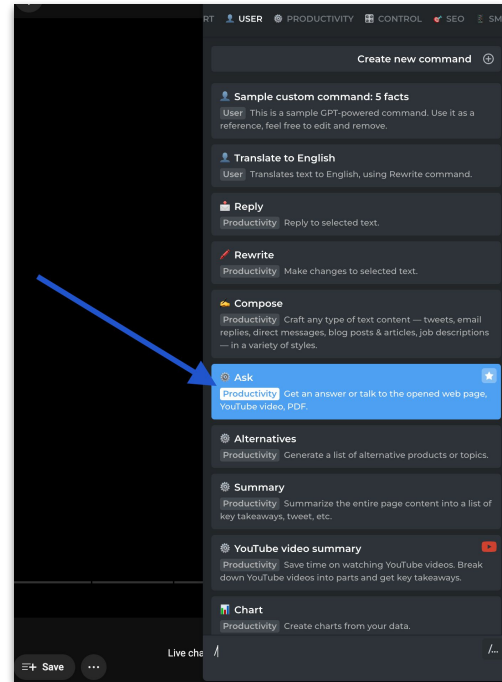 RT USER PRODUCTIVITY CONTROL SEO SM
Create new command
Sample custom command: 5 facts
User This is a sample GPT-powered command. Use it as a
reference, feel free to edit and remove.
Translate to English
User Translates text to English, using Rewrite command.
Reply
Productivity Reply to selected text.
Rewrite
Productivity Make changes to selected text.
Compose
Productivity Craft any type of text content — tweets, email
replies, direct messages, blog posts & articles, job descriptions
— in a variety of styles.
Ask
Productivity Get an answer or talk to the opened web page,
YouTube video, PDF.
Alternatives
Productivity Generate a list of alternative products or topics.
Summary
Productivity Summarize the entire page content into a list of
key takeaways, tweet, etc.
YouTube video summary
Productivity Save time on watching YouTube videos. Break
down YouTube videos into parts and get key takeaways.
Chart
Productivity Create charts from your data.
Live cha
/
/...
Save ...